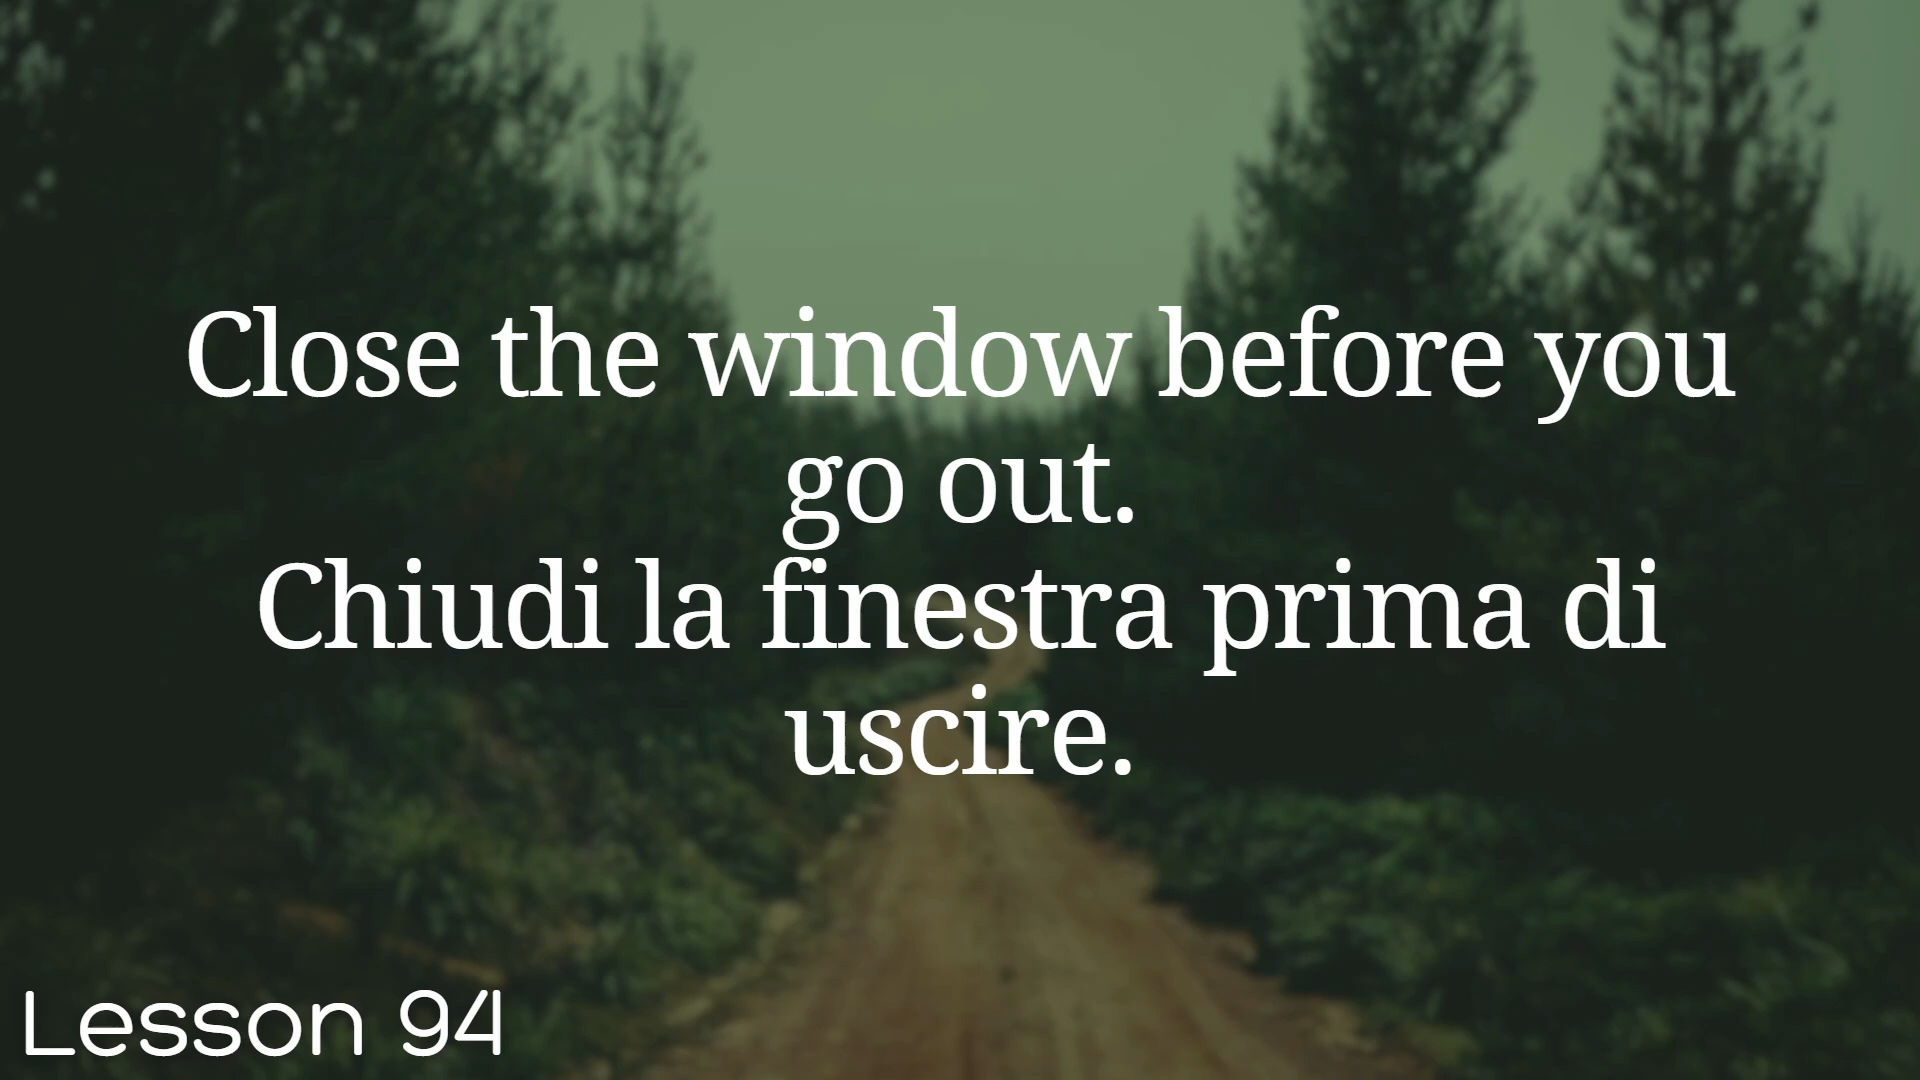 Close the window before you
go out.
Chiudi la finestra prima di
uscire.
Lesson 94